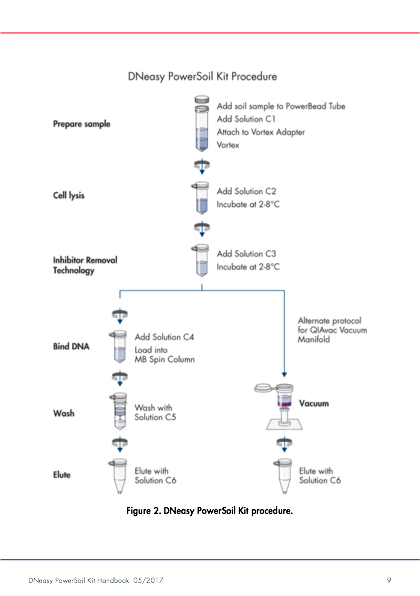 DNeasy PowerSoil Kit Procedure
Prepare sample
Add soil sample to PowerBead Tube
Add Solution C1
Attach to Vortex Adapter
Vortex
Cell lysis
Add Solution C2
Incubate at 2-8°C
Inhibitor Removal
Technology
Add Solution C3
Incubate at 2-8°C
Alternate protocol
for QIAvac Vacuum
Manifold
Bind DNA
Add Solution C4
Load into
MB Spin Column
Vacuum
Wash
Wash with
Solution C5
Elute
Elute with
Solution C6
Elute with
Solution C6
Figure 2. DNeasy PowerSoil Kit procedure.
DNeasy PowerSoil Kit Handbook 05/2017
9